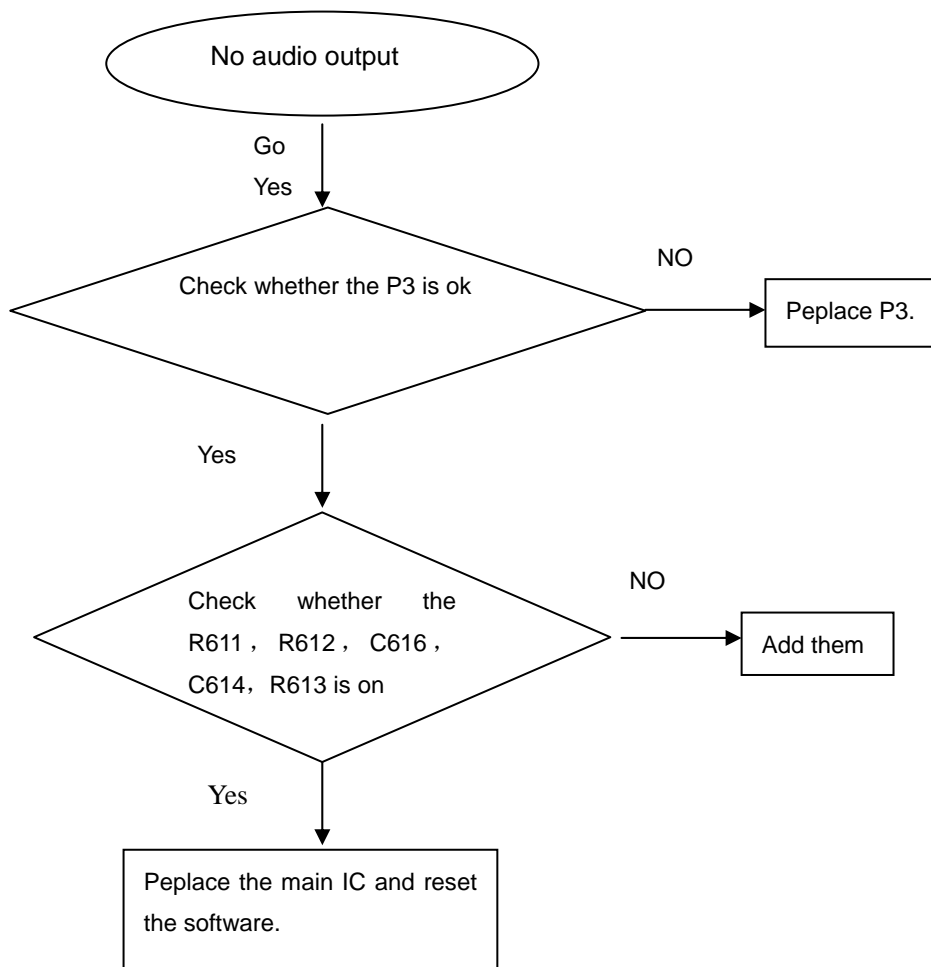 No audio output
Go
Yes
Check whether the P3 is ok
NO
Peplace P3.
Yes
Check whether the
R611， R612， C616，
C614，R613 is on
NO
Add them
Yes
Peplace the main IC and reset
the software.